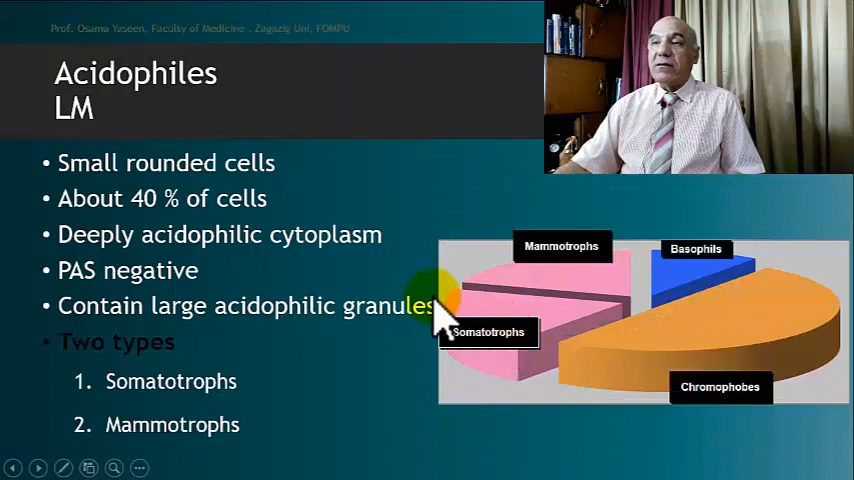 Prof. Osama Yaseen, Faculty of Medicine . Zagazig Uni, FOMPU
Acidophiles
LM
• Small rounded cells
• About 40 % of cells
• Deeply acidophilic cytoplasm
• PAS negative
• Contain large acidophilic granules
• Two types
1. Somatotrophs
2. Mammotrophs
Mammotrophs
Basophils
Somatotrophs
Chromophobes